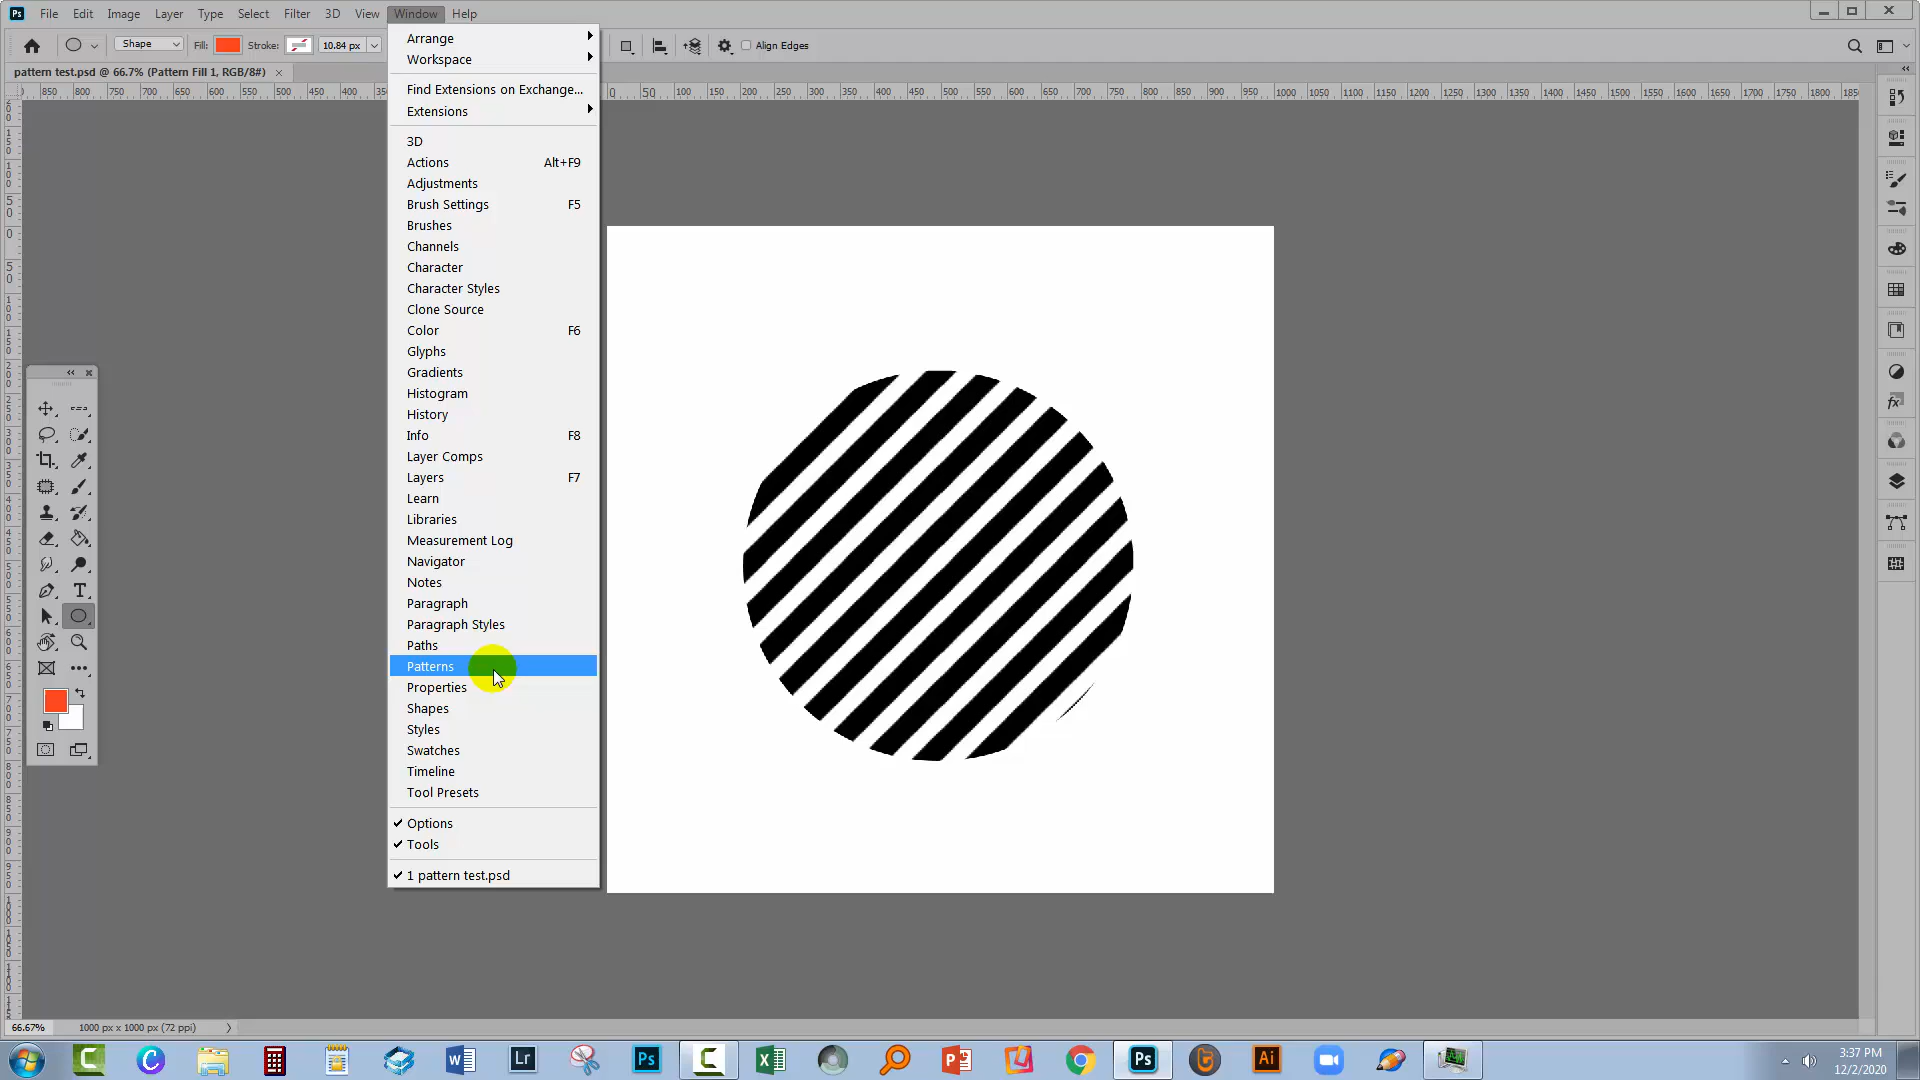 Ps File Edit Image Layer Type Select Filter 3D View Window Help
Shape Fill: Stroke: 10.84 px Align Edges
pattern test.psd @ 66.7% (Pattern Fill 1, RGB/8#) ×
850 800 750 700 650 600 550 500 450 400 350 0 50 100 150 200 250 300 350 400 450 500 550 600 650 700 750 800 850 900 950 1000 1050 1100 1150 1200 1250 1300 1350 1400 1450 1500 1550 1600 1650 1700 1750 1800
Arrange
Workspace
Find Extensions on Exchange...
Extensions
3D
Actions Alt+F9
Adjustments
Brush Settings F5
Brushes
Channels
Character
Character Styles
Clone Source
Color F6
Glyphs
Gradients
Histogram
History
Info F8
Layer Comps
Layers F7
Learn
Libraries
Measurement Log
Navigator
Notes
Paragraph
Paragraph Styles
Paths
Patterns
Properties
Shapes
Styles
Swatches
Timeline
Tool Presets
Options
Tools
1 pattern test.psd
T
fx
66.67% 1000 px x 1000 px (72 ppi)
Lr Ps Ps Ai
3:37 PM
12/2/2020